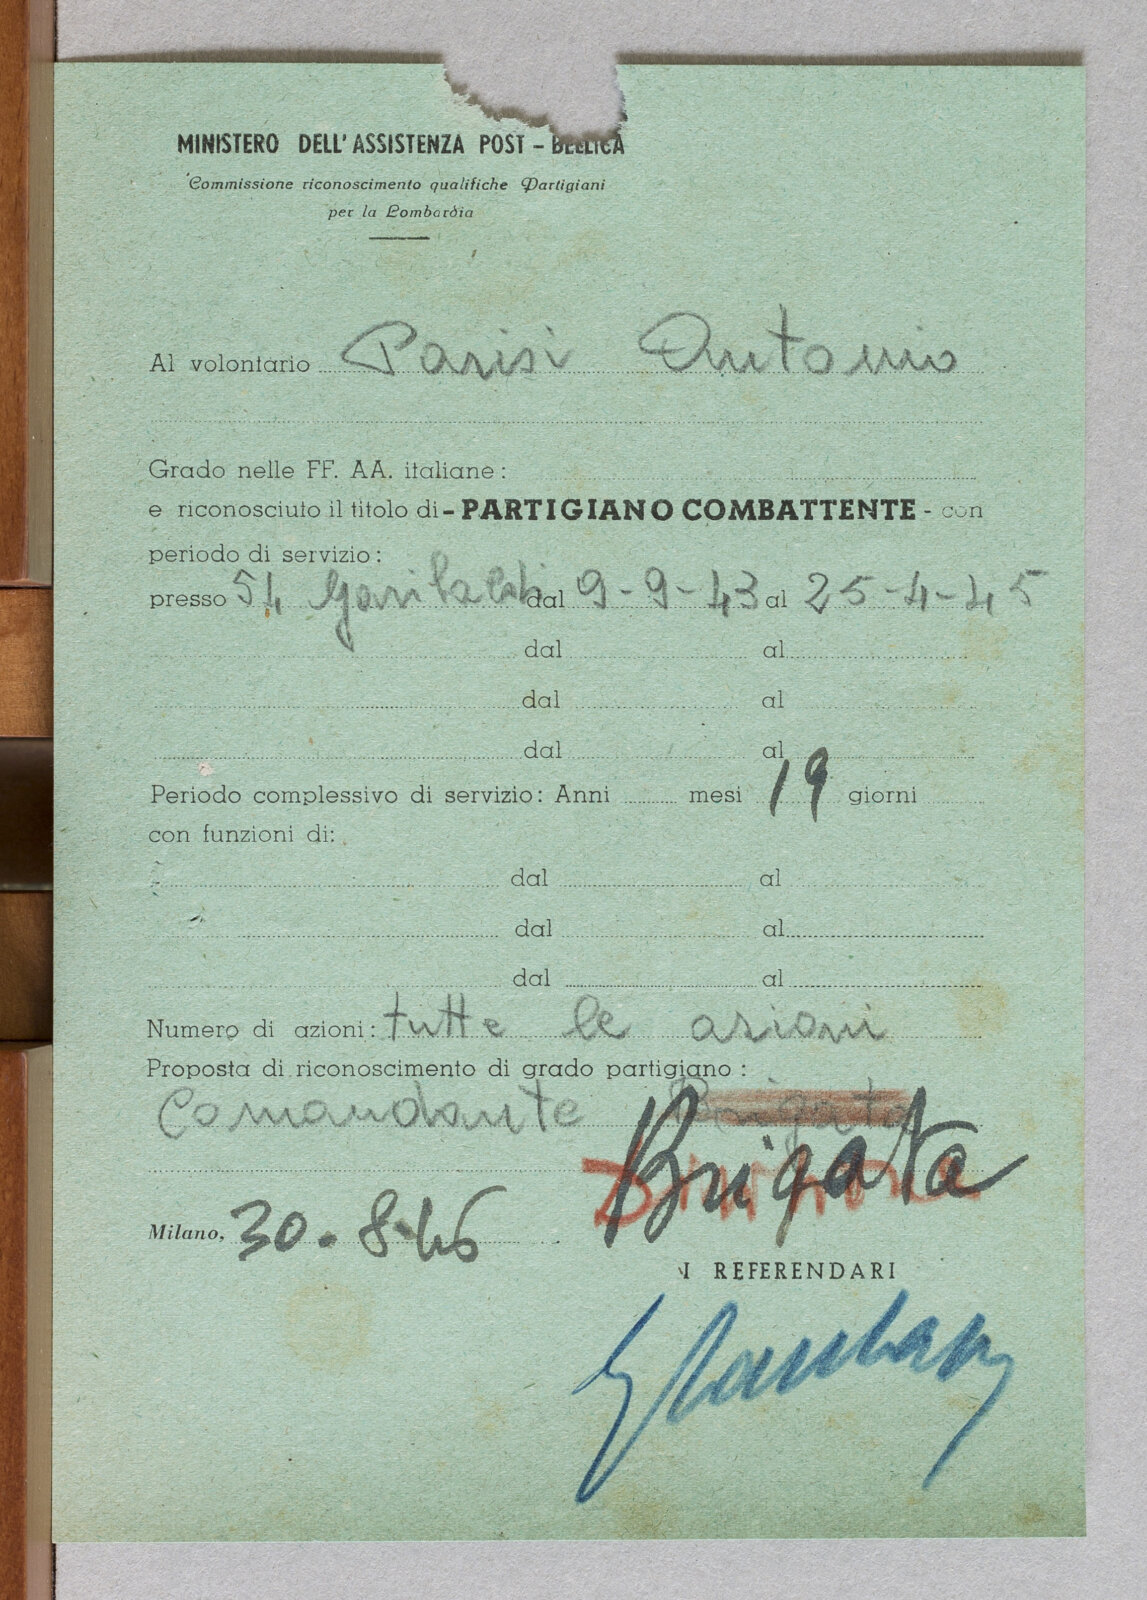 MINISTERO DELL'ASSISTENZA POST - BELLICA
Commissione riconoscimento qualifiche Partigiani
per la Lombardia
Al volontario Parisi Antonio
Grado nelle FF. AA. italiane:
e riconosciuto il titolo di - PARTIGIANO COMBATTENTE - con
periodo di servizio:
presso 54 Garibaldi dal 9-9-43 al 25-4-45
dal al
dal al
dal al
Periodo complessivo di servizio: Anni mesi 19 giorni
con funzioni di:
dal al
dal al
dal al
Numero di azioni: tutte le azioni
Proposta di riconoscimento di grado partigiano:
Comandante Brigata
Brigata
Milano, 30.8.46
I REFERENDARI